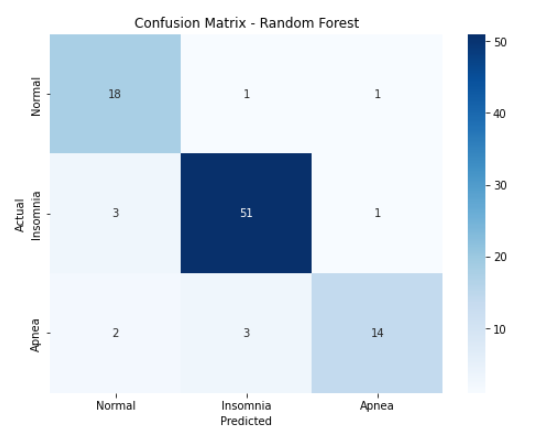 Confusion Matrix - Random Forest
Normal 18 1 1
Actual
Insomnia 3 51 1
Apnea 2 3 14
Normal Insomnia Apnea
Predicted
50
40
30
20
10